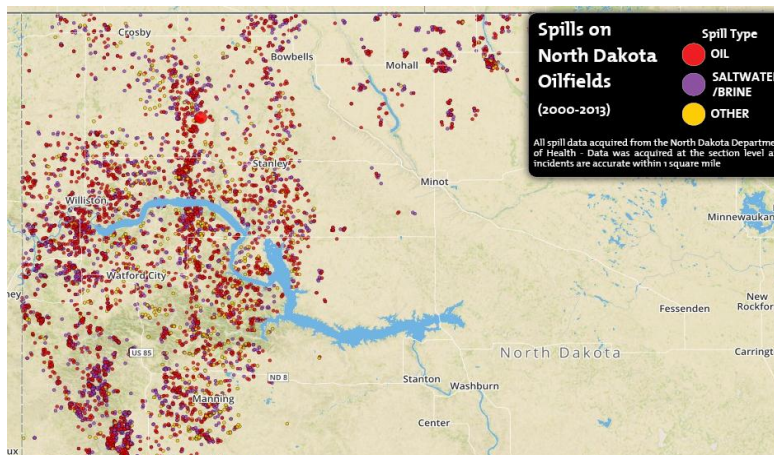 Spills on
North Dakota
Oilfields
(2000-2013)
Spill Type
OIL
SALTWATER
/BRINE
OTHER
All spill data acquired from the North Dakota Departme
of Health - Data was acquired at the section level a
incidents are accurate within 1 square mile
Crosby
Bowbells
Mohall
Stanley
Minot
Williston
Minnewaukan
Watford City
ney
New
Rockfor
Fessenden
US 85
North Dakota
Carringt
ND 8
Stanton
Washburn
Manning
Center
ux